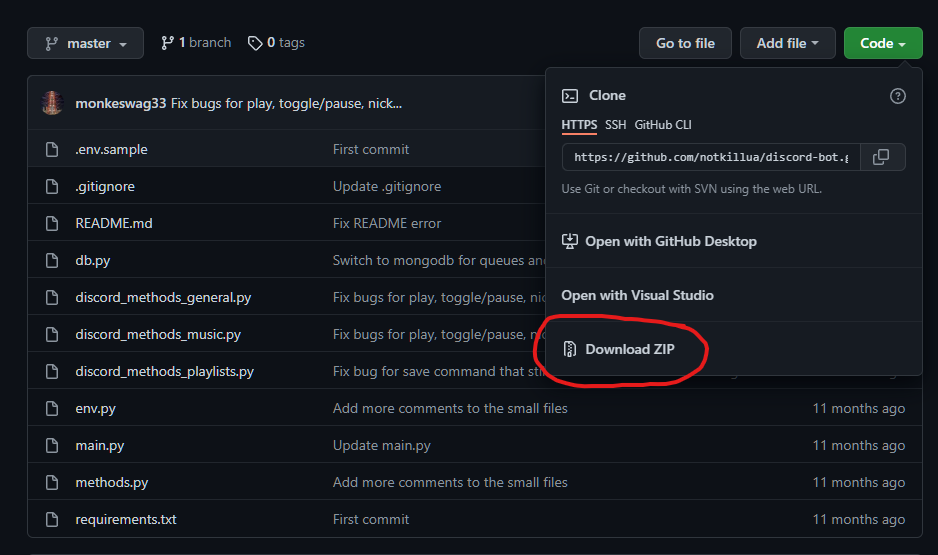 master 1 branch 0 tags Go to file Add file Code
monkeswag33 Fix bugs for play, toggle/pause, nick...
Clone
HTTPS SSH GitHub CLI
https://github.com/notkillua/discord-bot.g
Use Git or checkout with SVN using the web URL.
Open with GitHub Desktop
Open with Visual Studio
Download ZIP
.env.sample First commit
.gitignore Update .gitignore
README.md Fix README error
db.py Switch to mongodb for queues and
discord_methods_general.py Fix bugs for play, toggle/pause, nic
discord_methods_music.py Fix bugs for play, toggle/pause,
discord_methods_playlists.py Fix bug for save command that
env.py Add more comments to the small files 11 months ago
main.py Update main.py 11 months ago
methods.py Add more comments to the small files 11 months ago
requirements.txt First commit 11 months ago